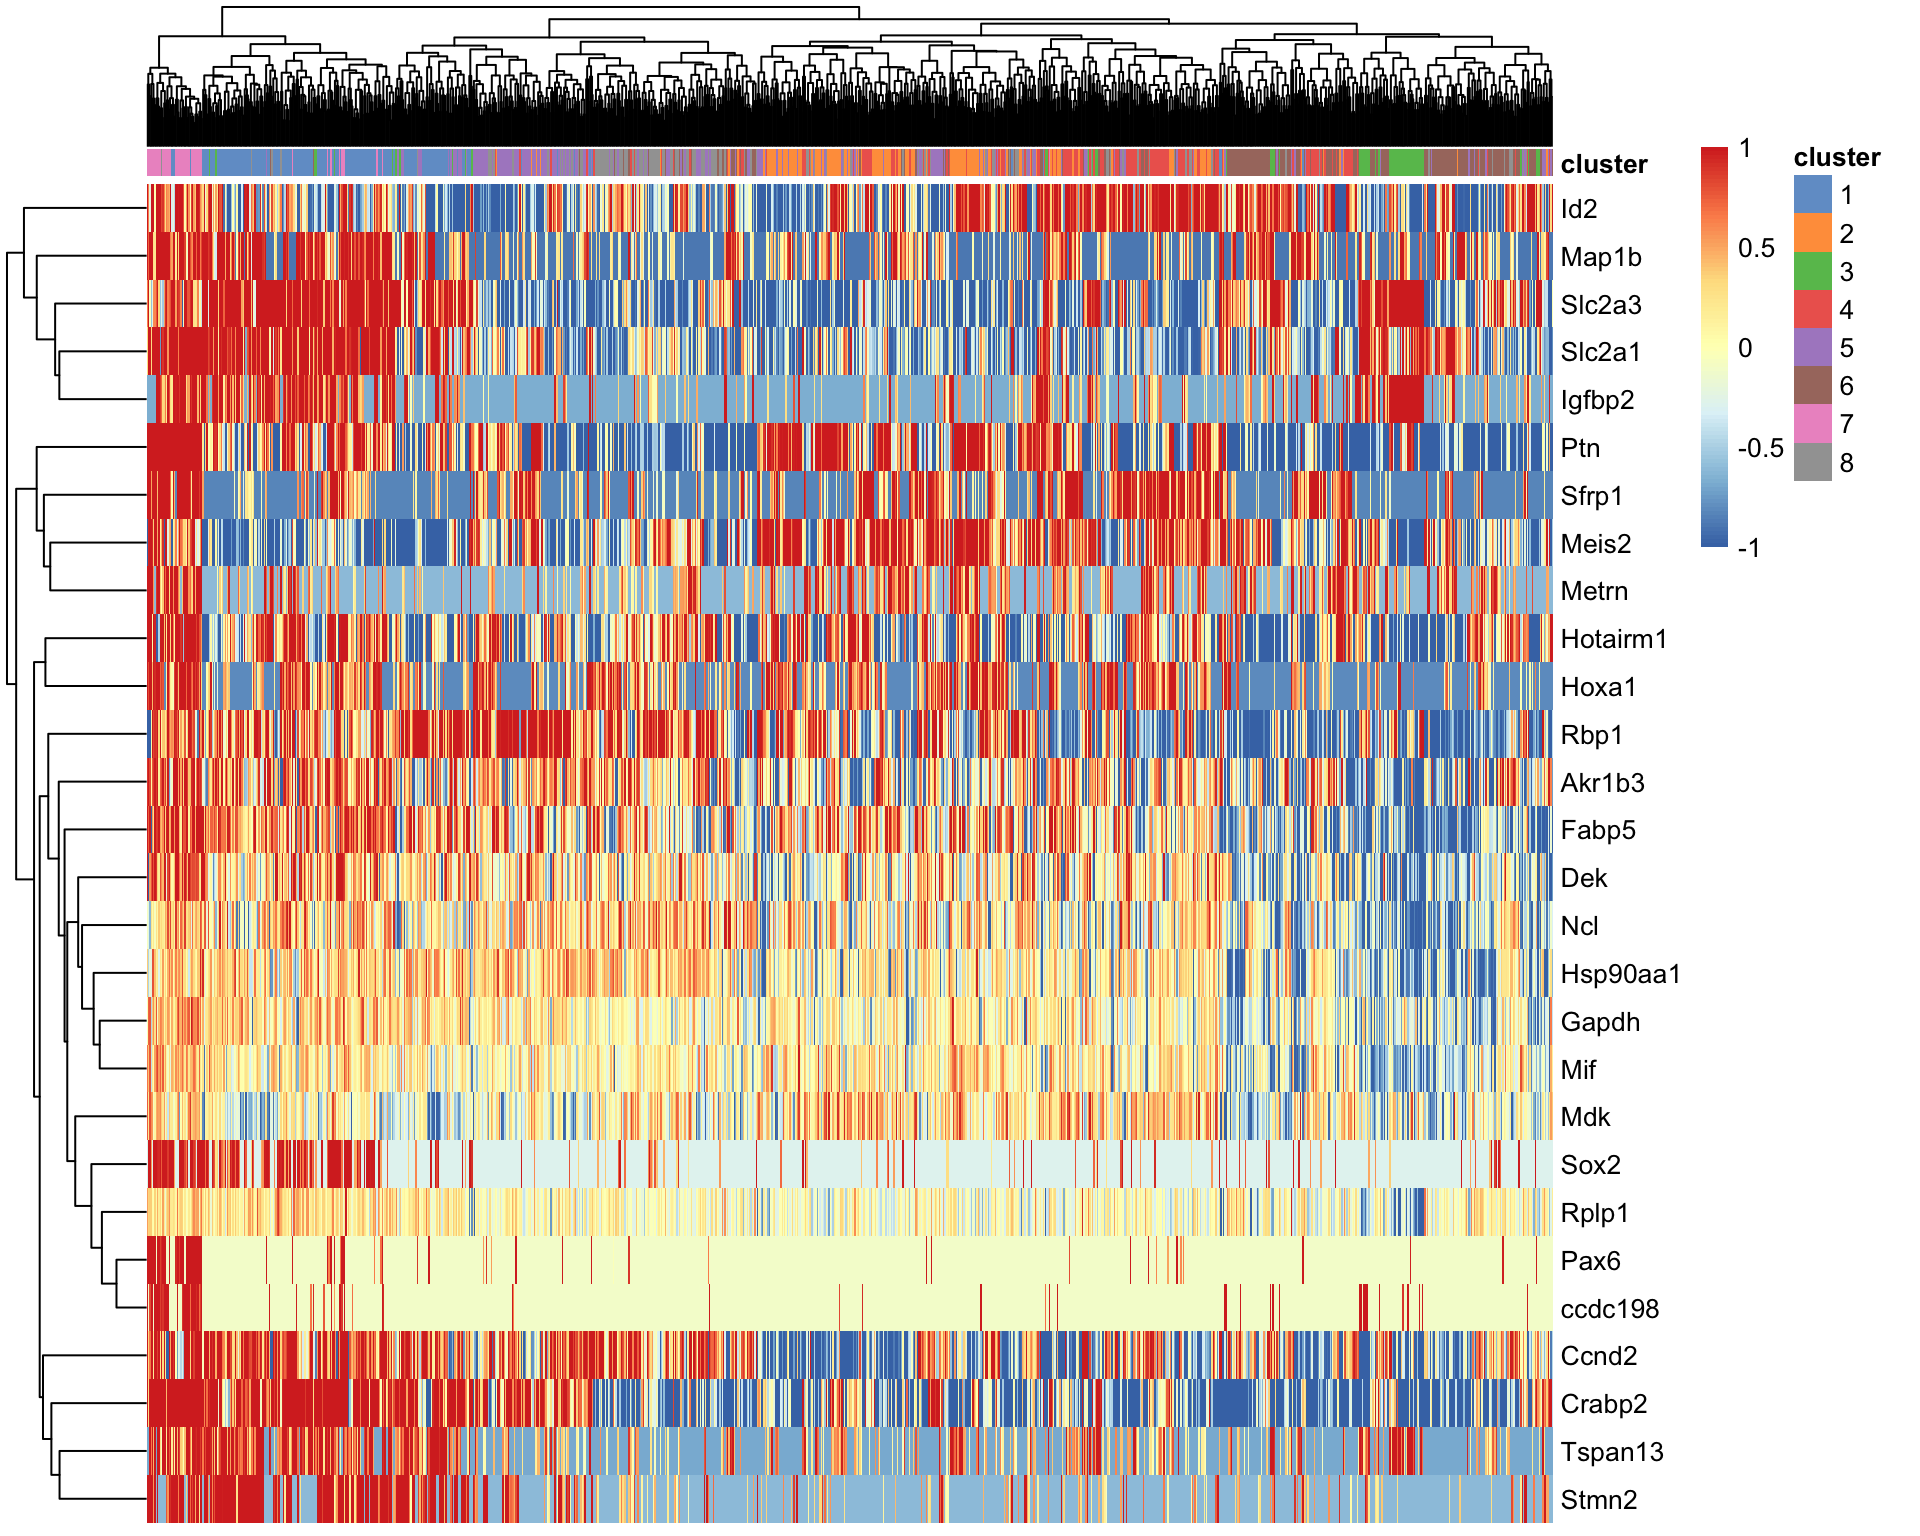 cluster
Id2
Map1b
Slc2a3
Slc2a1
Igfbp2
Ptn
Sfrp1
Meis2
Metrn
Hotairm1
Hoxa1
Rbp1
Akr1b3
Fabp5
Dek
Ncl
Hsp90aa1
Gapdh
Mif
Mdk
Sox2
Rplp1
Pax6
ccdc198
Ccnd2
Crabp2
Tspan13
Stmn2
1
0.5
0
-0.5
-1
cluster
1
2
3
4
5
6
7
8